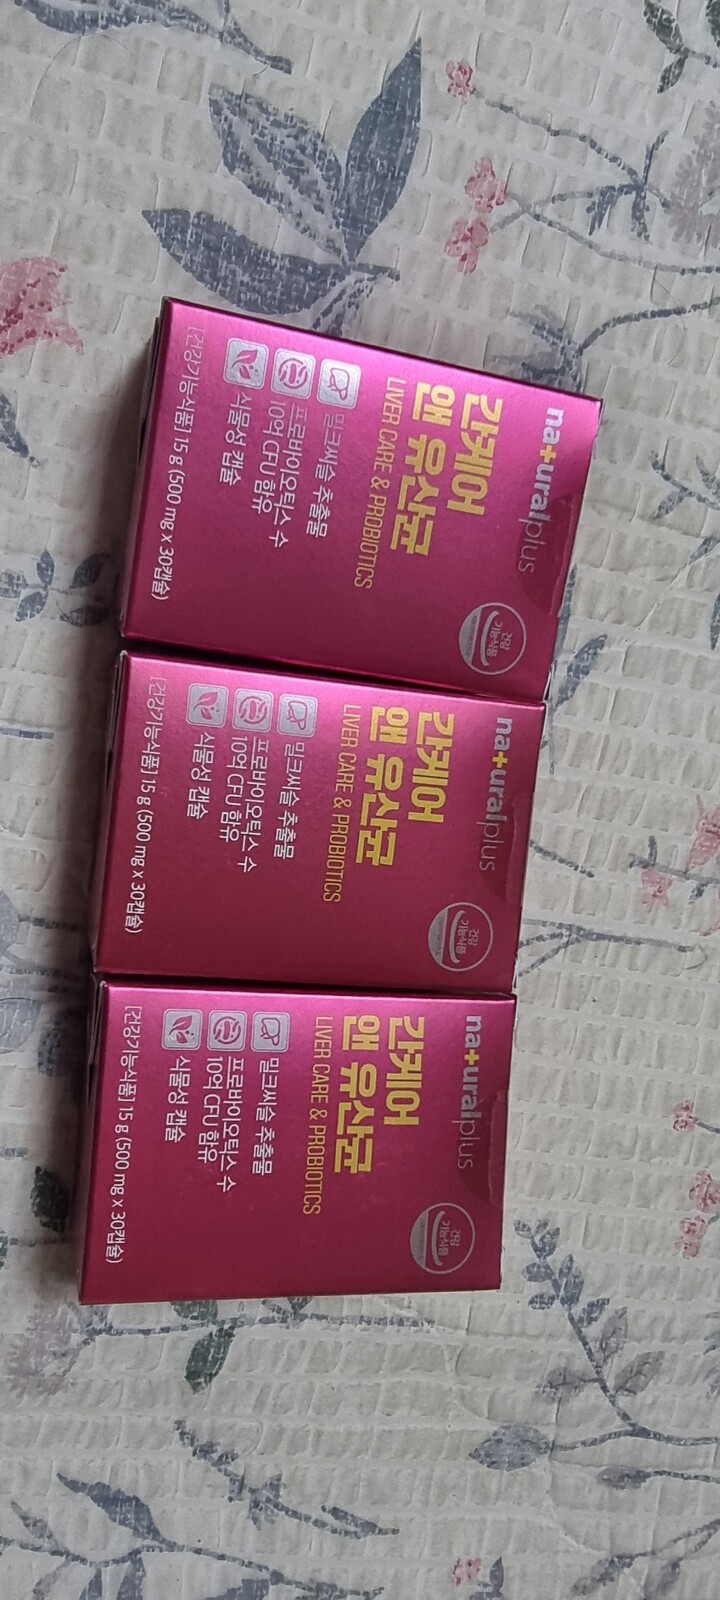 na+uralplus
간케어
앤 유산균
LIVER CARE & PROBIOTICS
밀크씨슬 추출물
프로바이오틱스 수
10억 CFU 함유
식물성 캡슐
[건강기능식품] 15 g (500 mg x 30캡슐)
건강
기능식품
na+uralplus
간케어
앤 유산균
LIVER CARE & PROBIOTICS
밀크씨슬 추출물
프로바이오틱스 수
10억 CFU 함유
식물성 캡슐
[건강기능식품] 15 g (500 mg x 30캡슐)
건강
기능식품
na+uralplus
간케어
앤 유산균
LIVER CARE & PROBIOTICS
밀크씨슬 추출물
프로바이오틱스 수
10억 CFU 함유
식물성 캡슐
[건강기능식품] 15 g (500 mg x 30캡슐)
건강
기능식품